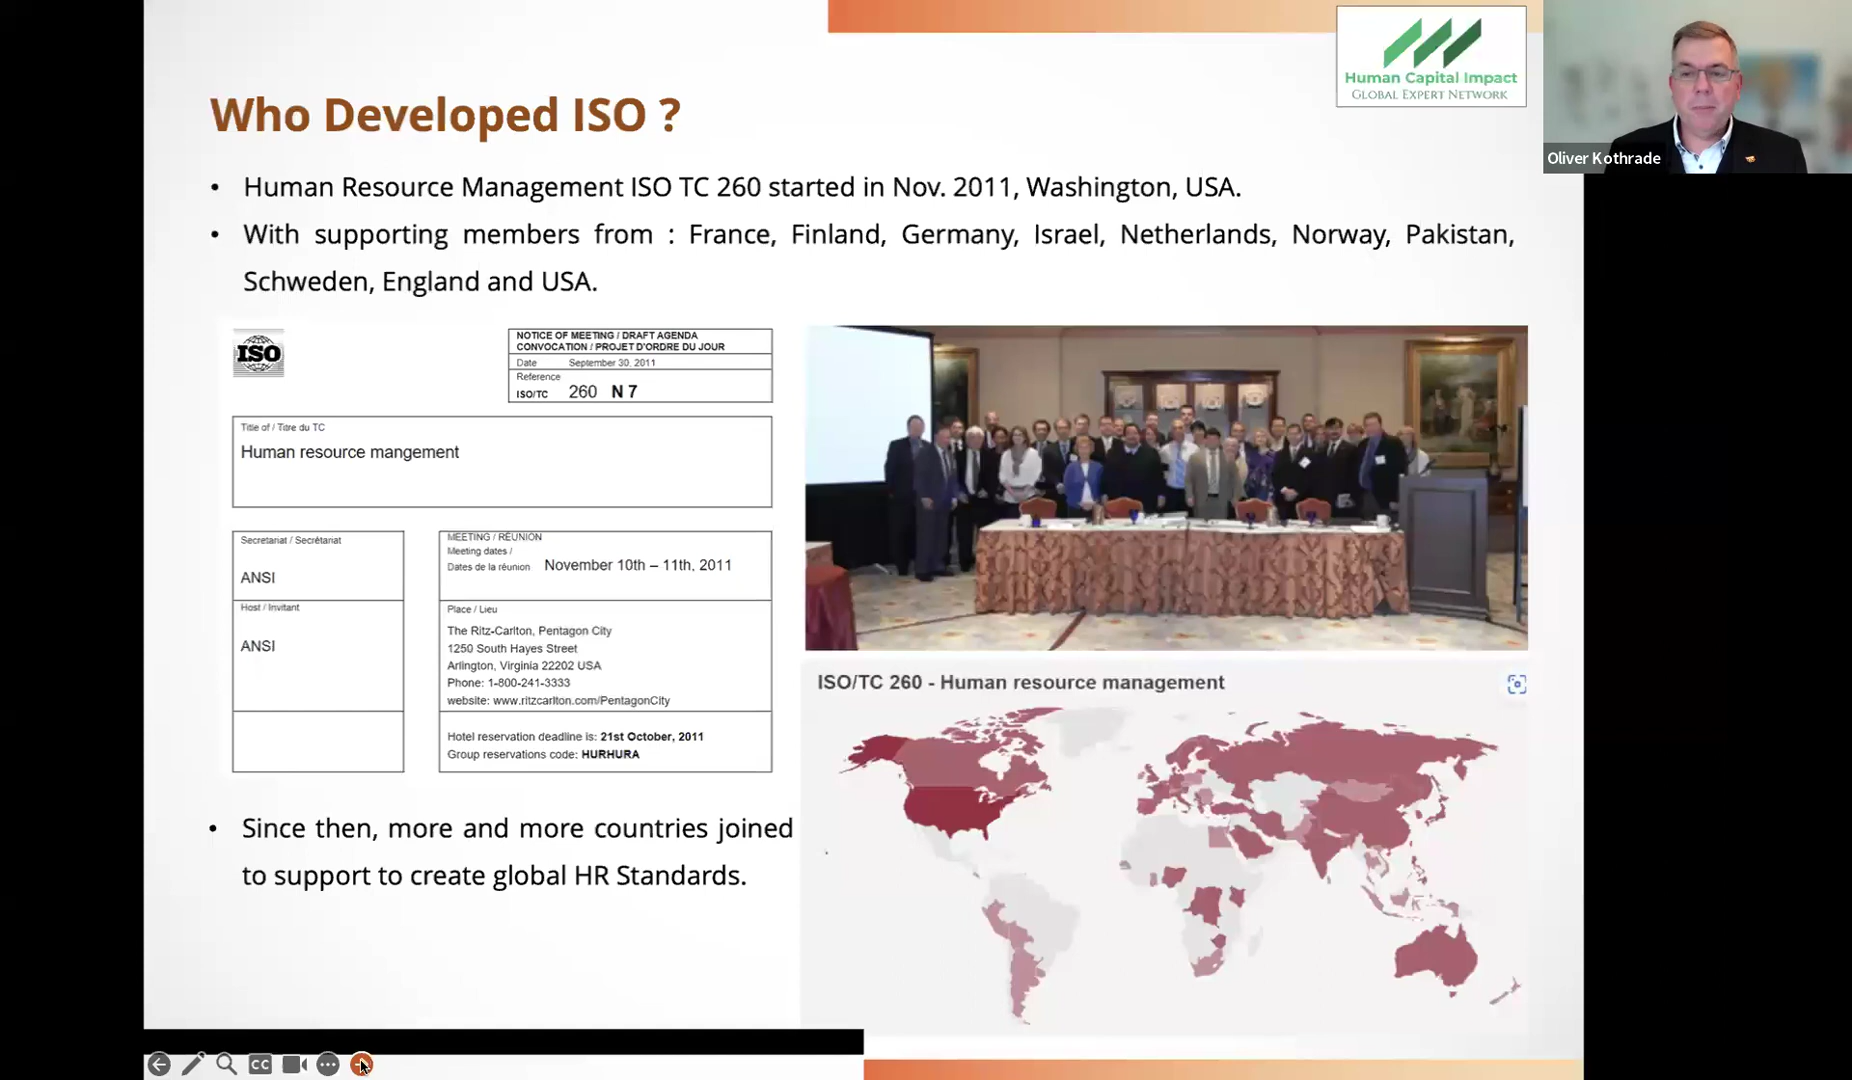 Human Capital Impact
GLOBAL EXPERT NETWORK
Oliver Kothrade
Who Developed ISO ?
• Human Resource Management ISO TC 260 started in Nov. 2011, Washington, USA.
• With supporting members from : France, Finland, Germany, Israel, Netherlands, Norway, Pakistan,
Schweden, England and USA.
ISO
NOTICE OF MEETING / DRAFT AGENDA
CONVOCATION / PROJET D'ORDRE DU JOUR
Date September 30, 2011
Reference
ISO/TC 260 N 7
Title of / Titre du TC
Human resource mangement
Secretariat / Secrétariat
ANSI
Host / Invitant
ANSI
MEETING / RÉUNION
Meeting dates /
Dates de la réunion November 10th – 11th, 2011
Place / Lieu
The Ritz-Carlton, Pentagon City
1250 South Hayes Street
Arlington, Virginia 22202 USA
Phone: 1-800-241-3333
website: www.ritzcarlton.com/PentagonCity
Hotel reservation deadline is: 21st October, 2011
Group reservations code: HURHURA
ISO/TC 260 - Human resource management
• Since then, more and more countries joined
to support to create global HR Standards.
CC